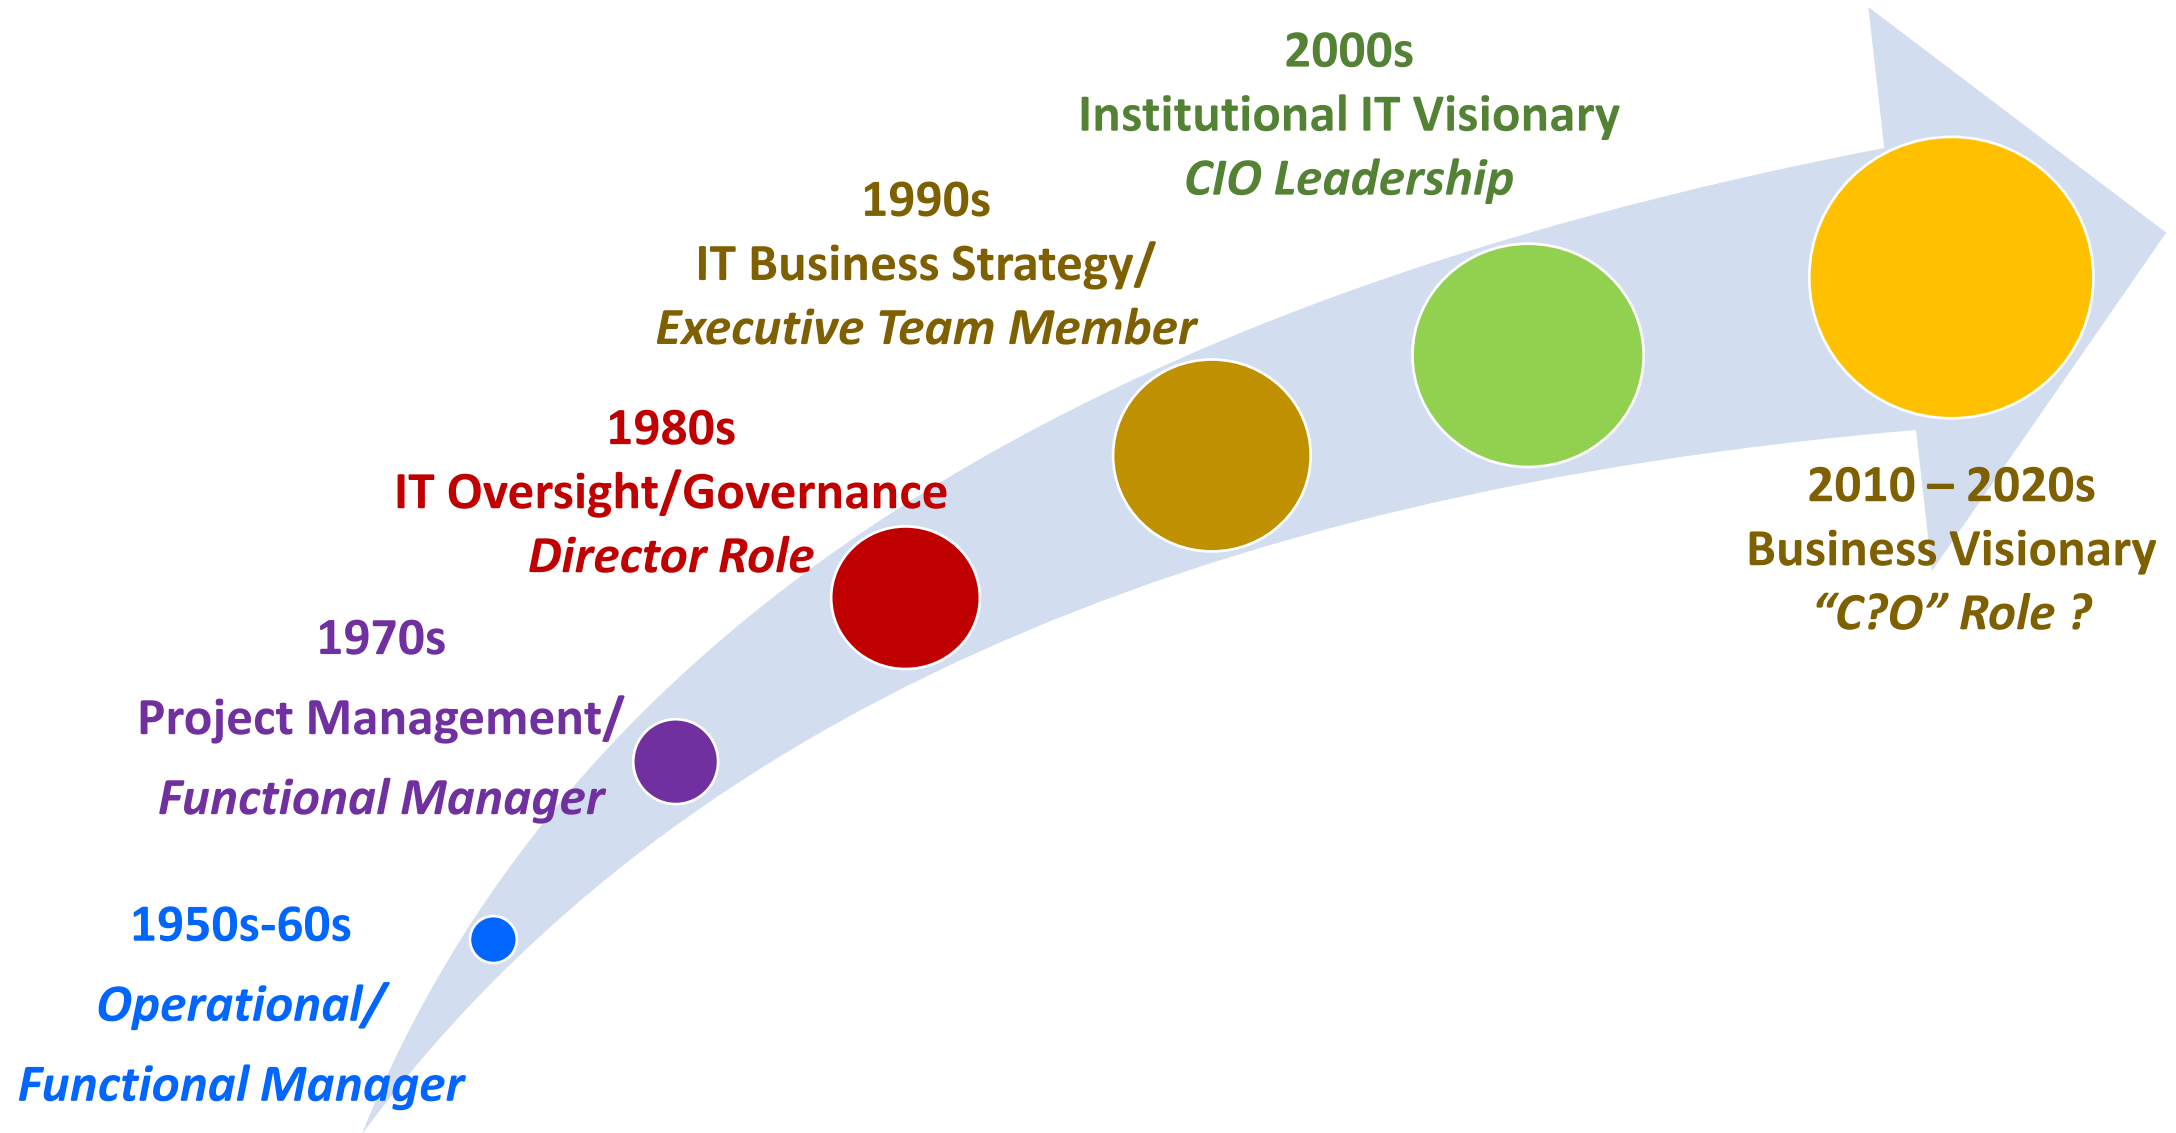 2000s
Institutional IT Visionary
CIO Leadership
1990s
IT Business Strategy/
Executive Team Member
1980s
IT Oversight/Governance
Director Role
2010 – 2020s
Business Visionary
“C?O” Role ?
1970s
Project Management/
Functional Manager
1950s-60s
Operational/
Functional Manager